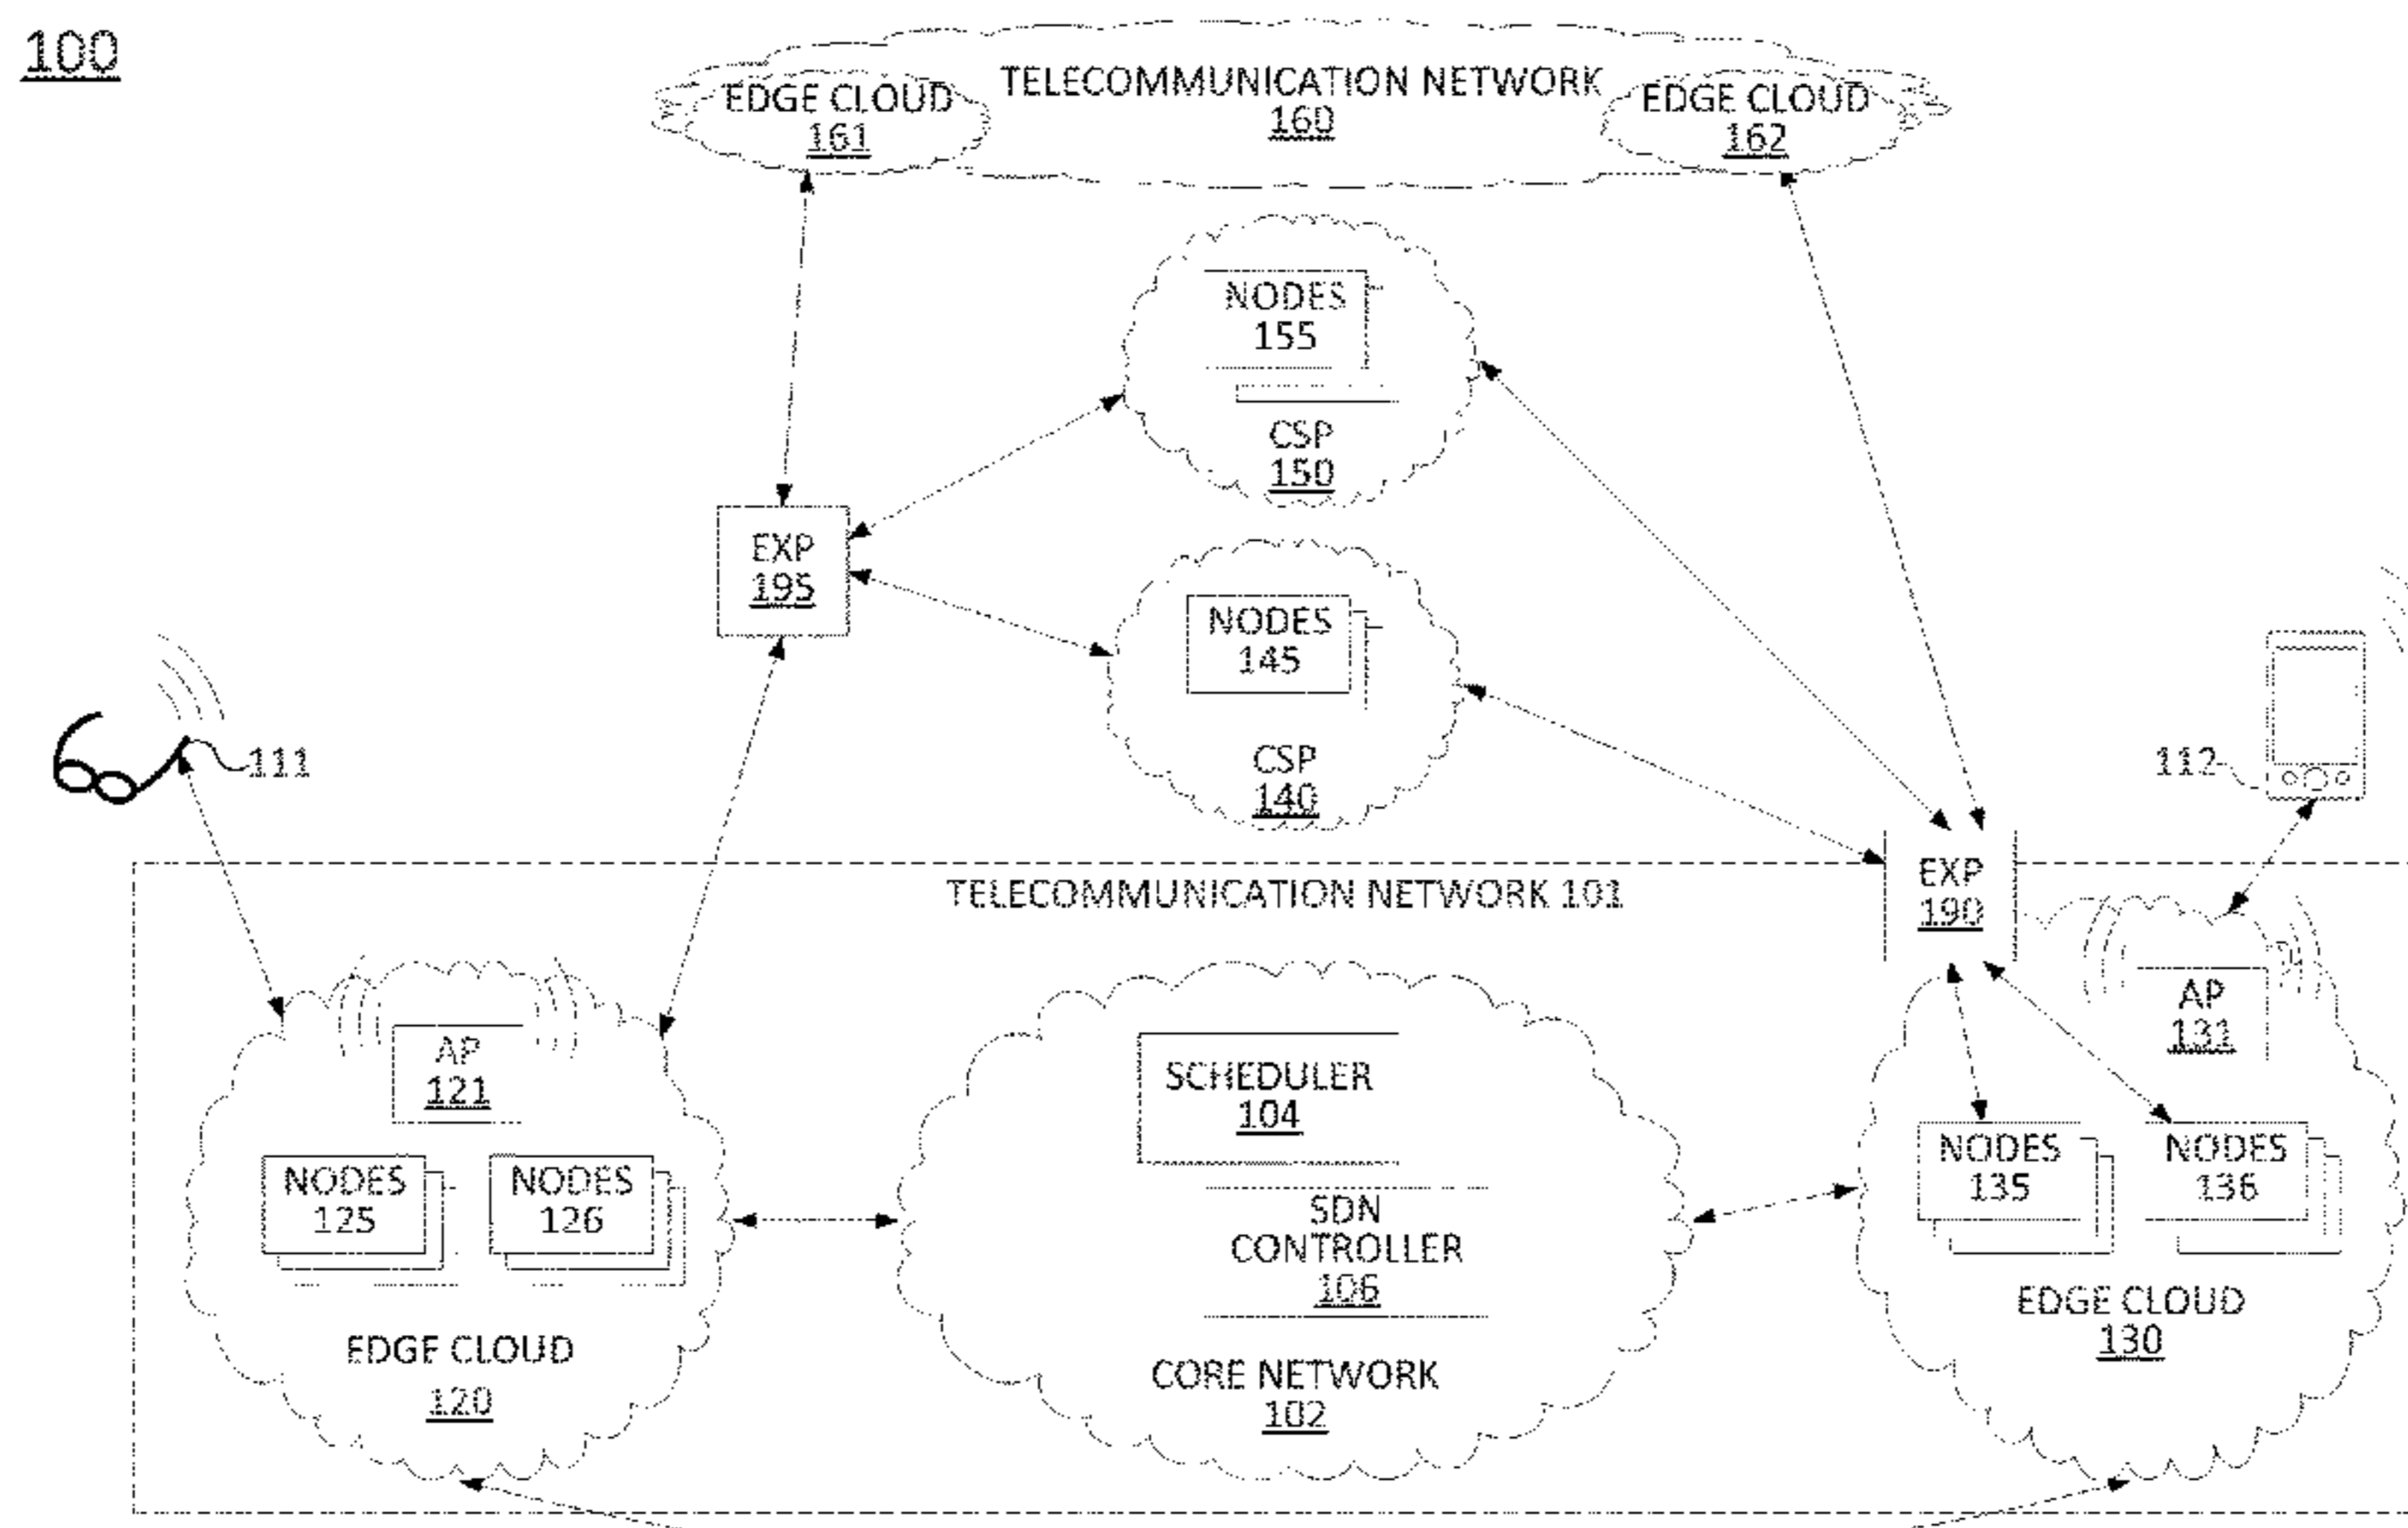 100
TELECOMMUNICATION NETWORK
160
EDGE CLOUD
161
EDGE CLOUD
162
NODES
155
CSP
150
EXP
195
NODES
145
CSP
140
111
112
EXP
190
TELECOMMUNICATION NETWORK 101
AP
121
NODES
125
NODES
126
EDGE CLOUD
120
SCHEDULER
104
SDN
CONTROLLER
106
CORE NETWORK
102
AP
131
NODES
135
NODES
136
EDGE CLOUD
130